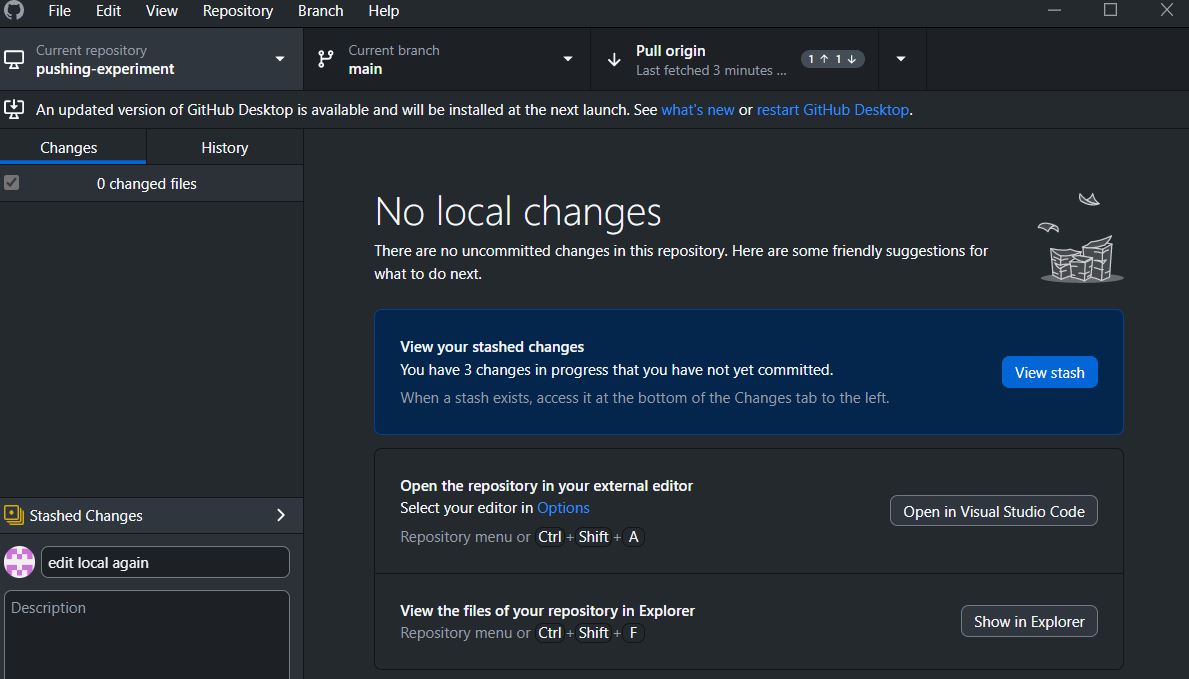 File Edit View Repository Branch Help
Current repository
pushing-experiment
Current branch
main
Pull origin
Last fetched 3 minutes ...
1 ↑ 1 ↓
An updated version of GitHub Desktop is available and will be installed at the next launch. See what's new or restart GitHub Desktop.
Changes
History
0 changed files
No local changes
There are no uncommitted changes in this repository. Here are some friendly suggestions for
what to do next.
View your stashed changes
You have 3 changes in progress that you have not yet committed.
When a stash exists, access it at the bottom of the Changes tab to the left.
View stash
Open the repository in your external editor
Select your editor in Options
Repository menu or Ctrl + Shift + A
Open in Visual Studio Code
View the files of your repository in Explorer
Repository menu or Ctrl + Shift + F
Show in Explorer
Stashed Changes
edit local again
Description